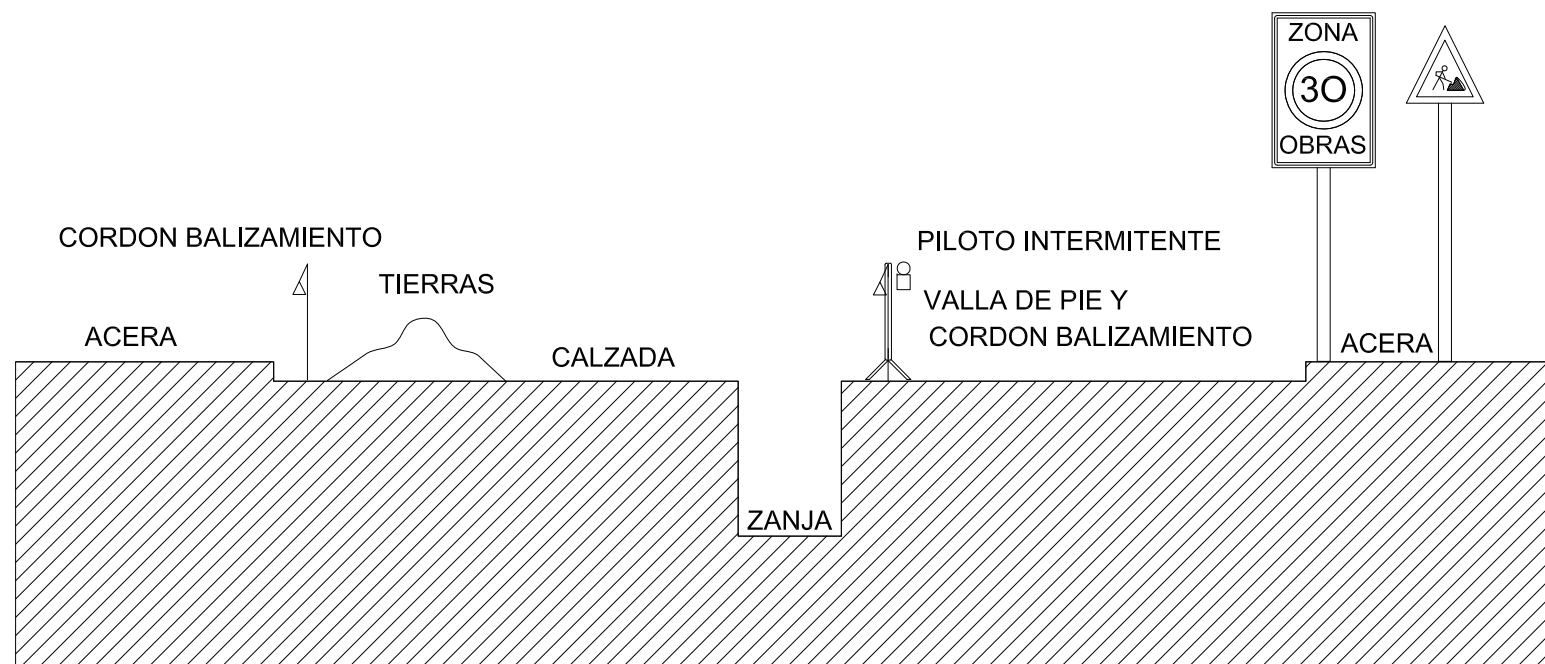 ZONA
30
OBRAS
CORDON BALIZAMIENTO
PILOTO INTERMITENTE
TIERRAS
VALLA DE PIE Y
CORDON BALIZAMIENTO
ACERA
CALZADA
ACERA
ZANJA